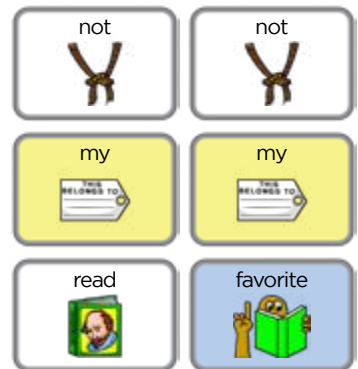 not not
my my
THIS BELONGS TO THIS BELONGS TO
read favorite